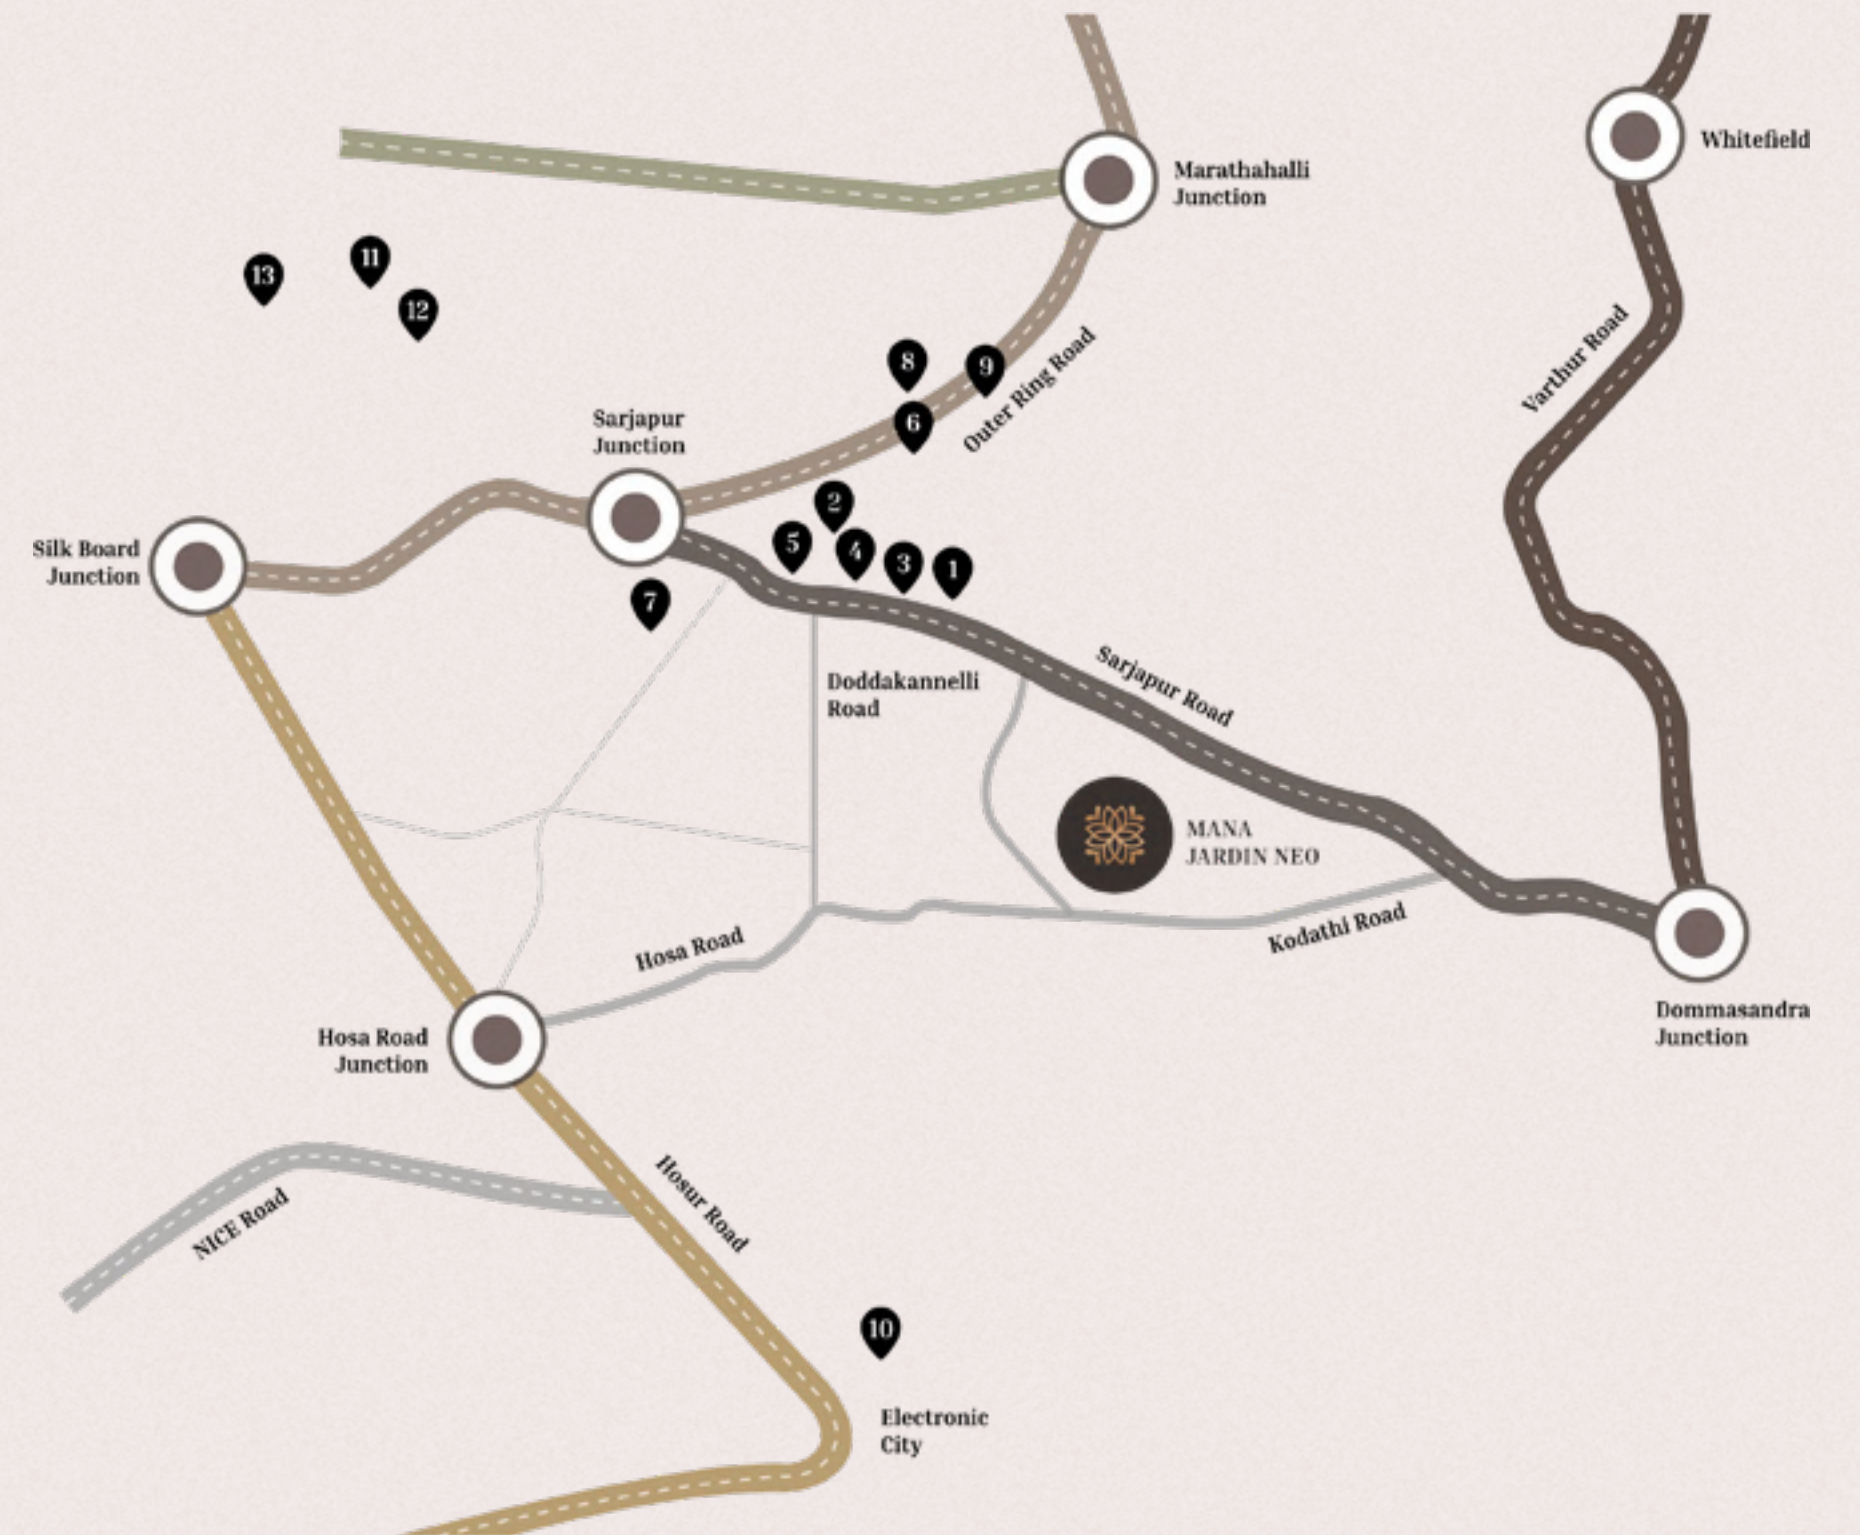 Whitefield
Marathahalli
Junction
11
13
12
Varthur Road
8
9
Outer Ring Road
6
Sarjapur
Junction
2
Silk Board
Junction
5
4
3
1
7
Sarjapur Road
Doddakannelli
Road
MANA
JARDIN NEO
Kodathi Road
Hosa Road
Dommasandra
Junction
Hosa Road
Junction
NICE Road
Hosur Road
10
Electronic
City